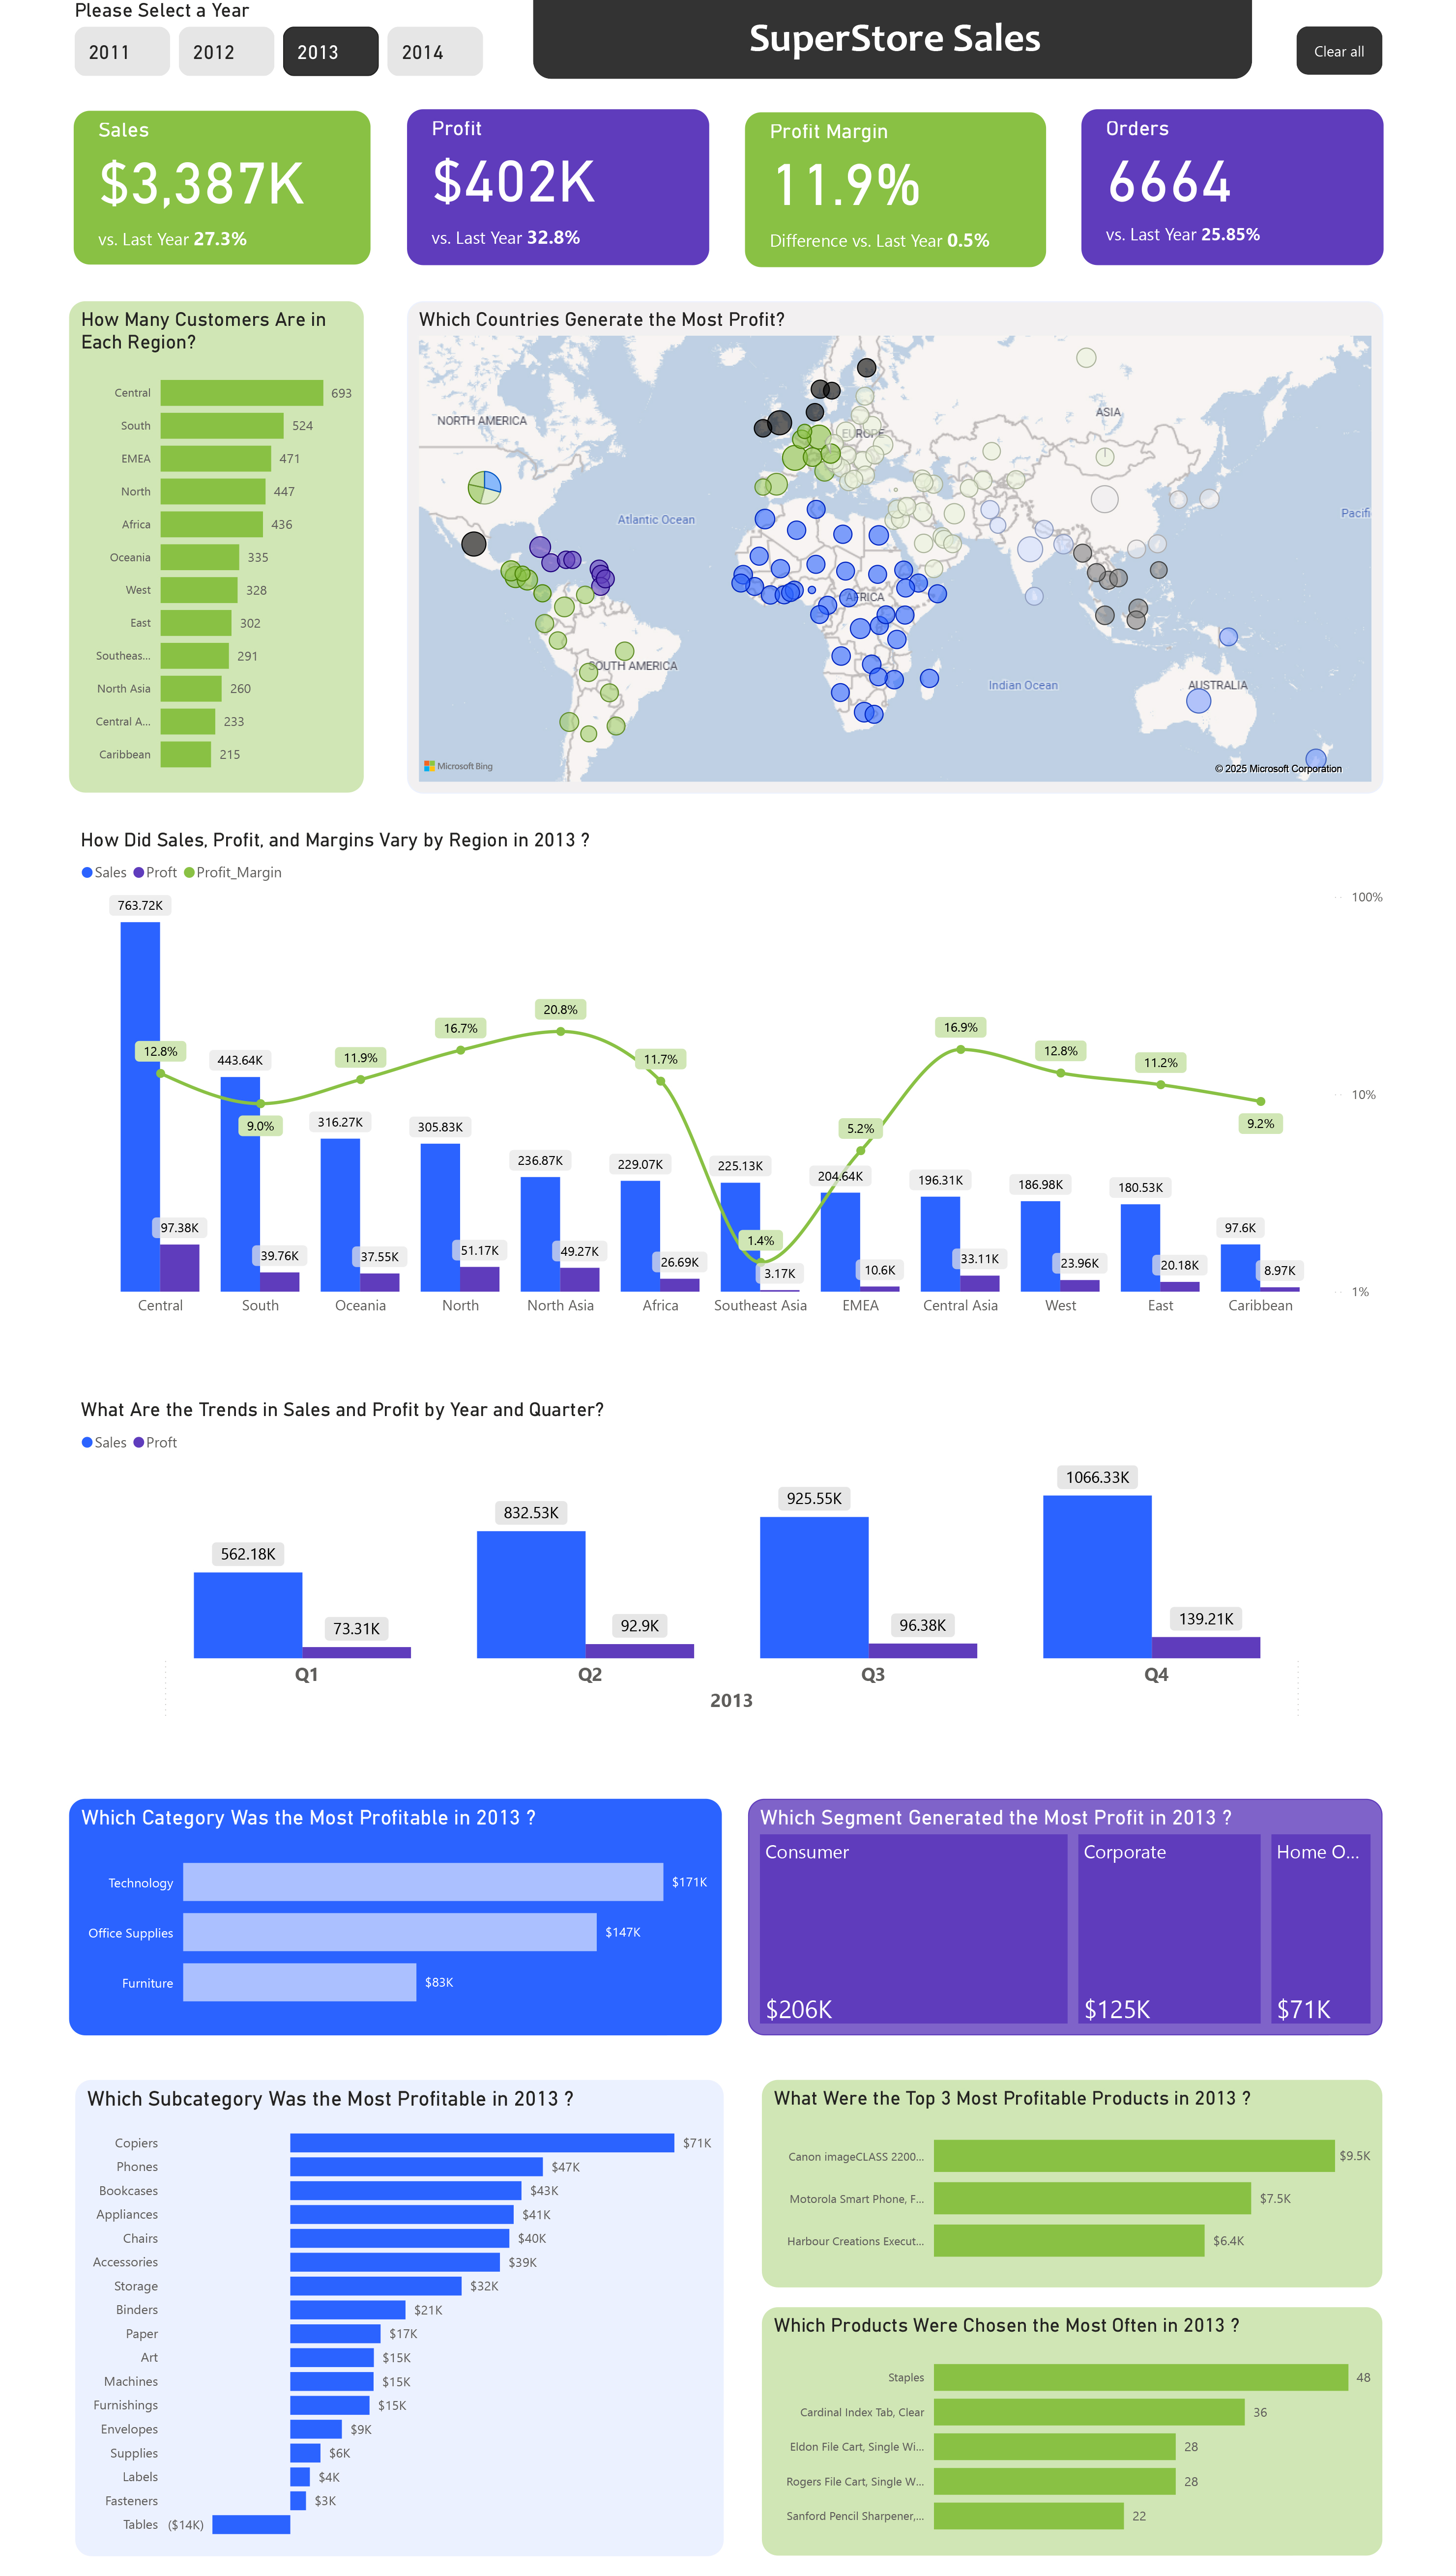 Please Select a Year
2011
2012
2013
2014
SuperStore Sales
Clear all
Sales
$3,387K
vs. Last Year 27.3%
Profit
$402K
vs. Last Year 32.8%
Profit Margin
11.9%
Difference vs. Last Year 0.5%
Orders
6664
vs. Last Year 25.85%
How Many Customers Are in
Each Region?
Central 693
South 524
EMEA 471
North 447
Africa 436
Oceania 335
West 328
East 302
Southeas... 291
North Asia 260
Central A... 233
Caribbean 215
Which Countries Generate the Most Profit?
NORTH AMERICA
EUROPE
ASIA
Atlantic Ocean
Pacifi
AFRICA
SOUTH AMERICA
Indian Ocean
AUSTRALIA
Microsoft Bing
© 2025 Microsoft Corporation
How Did Sales, Profit, and Margins Vary by Region in 2013 ?
Sales Proft Profit_Margin
100%
10%
1%
763.72K
443.64K
316.27K
305.83K
236.87K
229.07K
225.13K
204.64K
196.31K
186.98K
180.53K
97.6K
12.8%
9.0%
11.9%
16.7%
20.8%
11.7%
1.4%
5.2%
16.9%
12.8%
11.2%
9.2%
97.38K
39.76K
37.55K
51.17K
49.27K
26.69K
3.17K
10.6K
33.11K
23.96K
20.18K
8.97K
Central South Oceania North North Asia Africa Southeast Asia EMEA Central Asia West East Caribbean
What Are the Trends in Sales and Profit by Year and Quarter?
Sales Proft
562.18K
73.31K
832.53K
92.9K
925.55K
96.38K
1066.33K
139.21K
Q1 Q2 Q3 Q4
2013
Which Category Was the Most Profitable in 2013 ?
Technology $171K
Office Supplies $147K
Furniture $83K
Which Segment Generated the Most Profit in 2013 ?
Consumer
$206K
Corporate
$125K
Home O...
$71K
Which Subcategory Was the Most Profitable in 2013 ?
Copiers $71K
Phones $47K
Bookcases $43K
Appliances $41K
Chairs $40K
Accessories $39K
Storage $32K
Binders $21K
Paper $17K
Art $15K
Machines $15K
Furnishings $15K
Envelopes $9K
Supplies $6K
Labels $4K
Fasteners $3K
Tables ($14K)
What Were the Top 3 Most Profitable Products in 2013 ?
Canon imageCLASS 2200... $9.5K
Motorola Smart Phone, F... $7.5K
Harbour Creations Execut... $6.4K
Which Products Were Chosen the Most Often in 2013 ?
Staples 48
Cardinal Index Tab, Clear 36
Eldon File Cart, Single Wi... 28
Rogers File Cart, Single W... 28
Sanford Pencil Sharpener,... 22